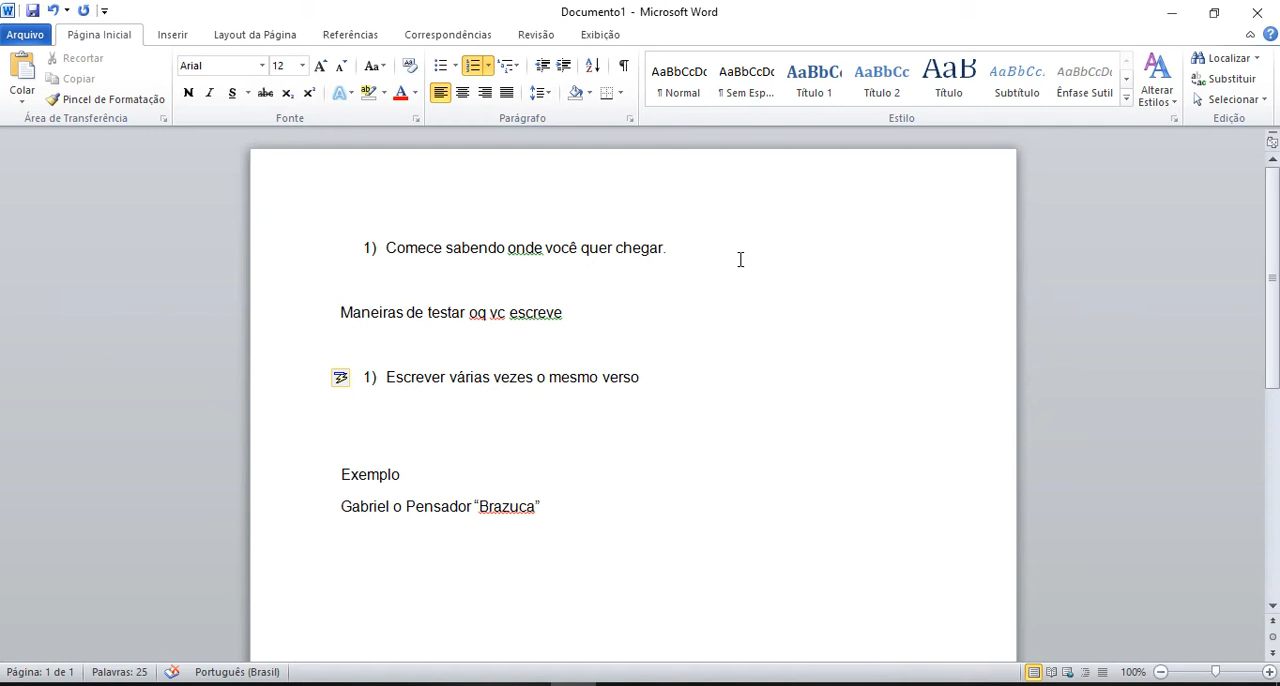 Documento1 - Microsoft Word
Arquivo Página Inicial Inserir Layout da Página Referências Correspondências Revisão Exibição
Colar
Recortar
Copiar
Pincel de Formatação
Área de Transferência
Arial 12
N I S abe X₂ X²
Fonte
Parágrafo
AaBbCcDc AaBbCcDc AaBbC( AaBbCc AaB AaBbCc. AaBbCcDc
¶ Normal ¶ Sem Esp... Título 1 Título 2 Título Subtítulo Ênfase Sutil
Alterar
Estilos
Estilo
Localizar
Substituir
Selecionar
Edição
1) Comece sabendo onde você quer chegar.
Maneiras de testar oq vc escreve
1) Escrever várias vezes o mesmo verso
Exemplo
Gabriel o Pensador “Brazuca”
Página: 1 de 1 Palavras: 25 Português (Brasil) 100%